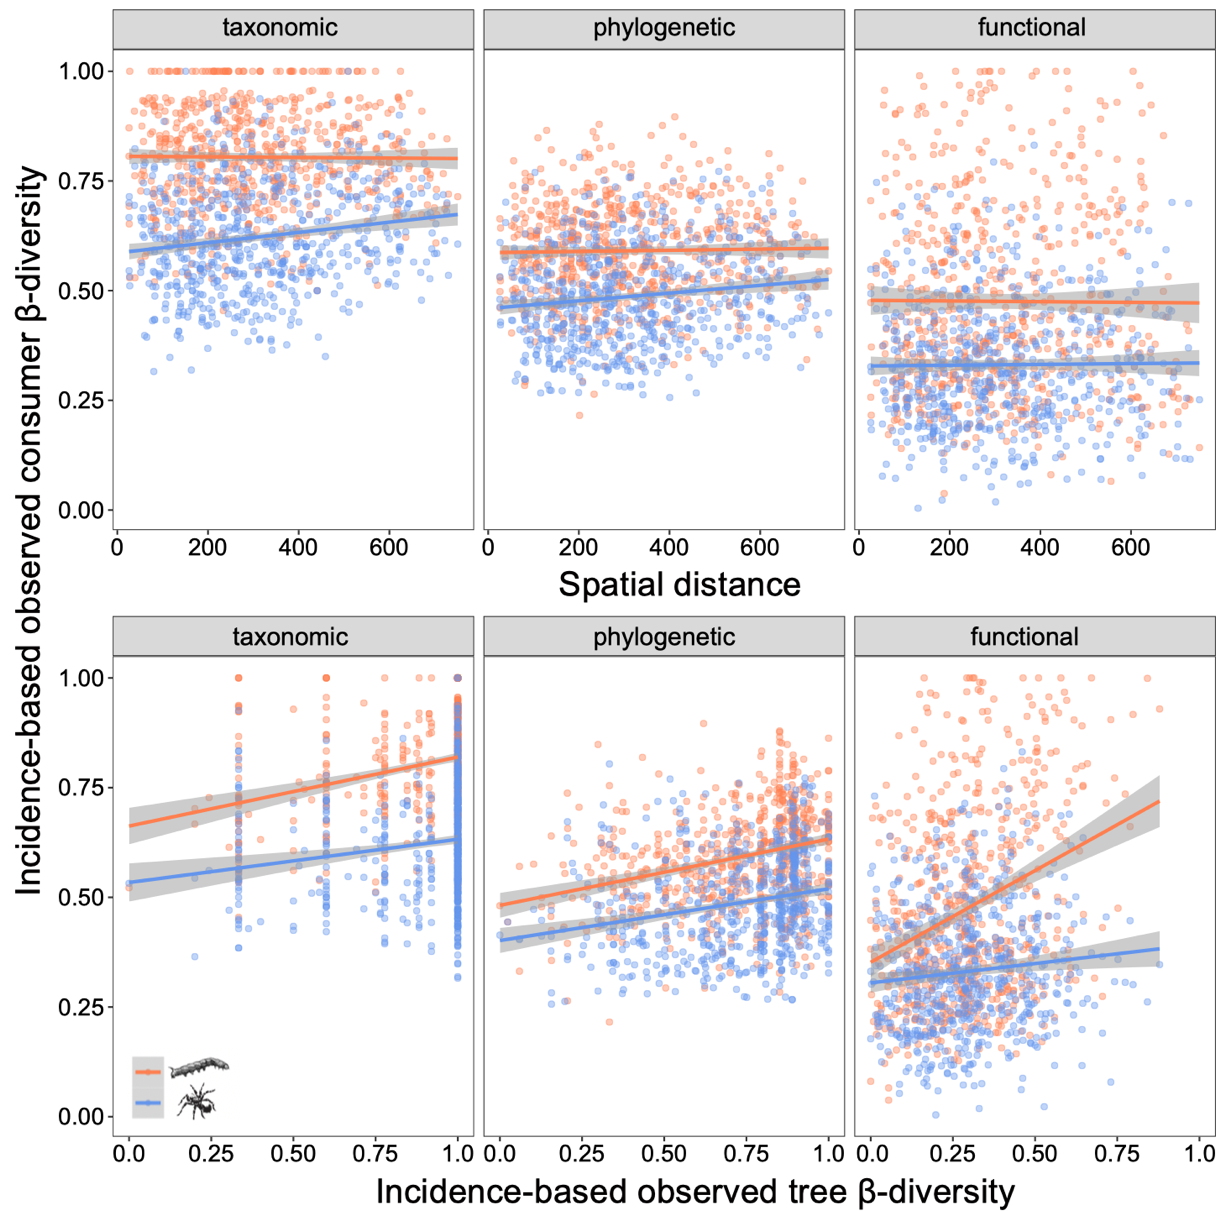 taxonomic phylogenetic functional
Incidence-based observed consumer β-diversity
1.00
0.75
0.50
0.25
0.00
0 200 400 600 0 200 400 600 0 200 400 600
Spatial distance
taxonomic phylogenetic functional
1.00
0.75
0.50
0.25
0.00
0.0 0.25 0.50 0.75 1.0 0.0 0.25 0.50 0.75 1.0 0.0 0.25 0.50 0.75 1.0
Incidence-based observed tree β-diversity